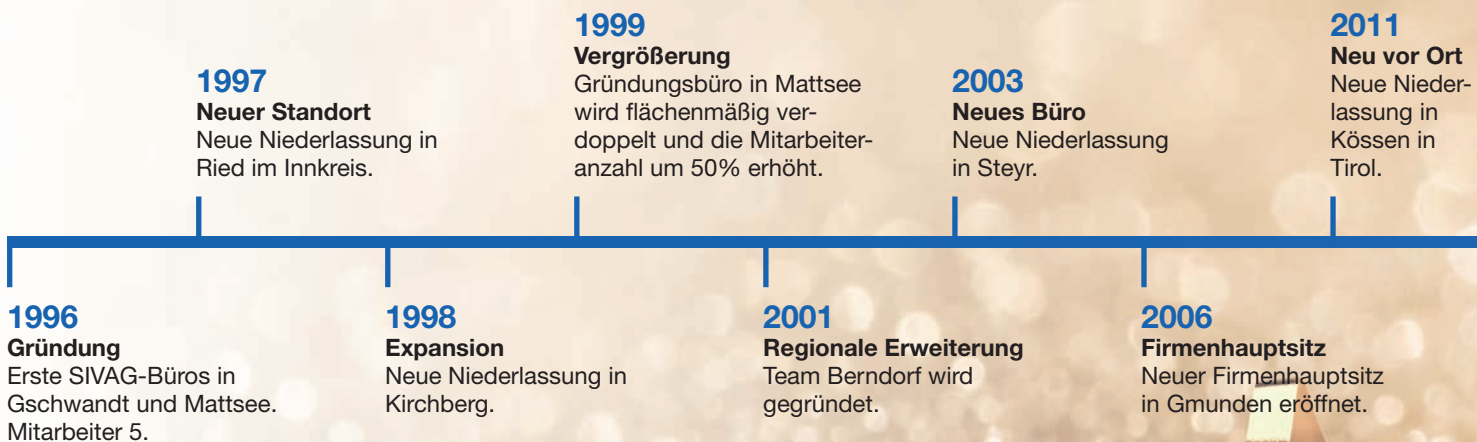 1996
Gründung
Erste SIVAG-Büros in
Gschwandt und Mattsee.
Mitarbeiter 5.
1997
Neuer Standort
Neue Niederlassung in
Ried im Innkreis.
1998
Expansion
Neue Niederlassung in
Kirchberg.
1999
Vergrößerung
Gründungsbüro in Mattsee
wird flächenmäßig ver-
doppelt und die Mitarbeiter-
anzahl um 50% erhöht.
2001
Regionale Erweiterung
Team Berndorf wird
gegründet.
2003
Neues Büro
Neue Niederlassung
in Steyr.
2006
Firmenhauptsitz
Neuer Firmenhauptsitz
in Gmunden eröffnet.
2011
Neu vor Ort
Neue Nieder-
lassung in
Kössen in
Tirol.